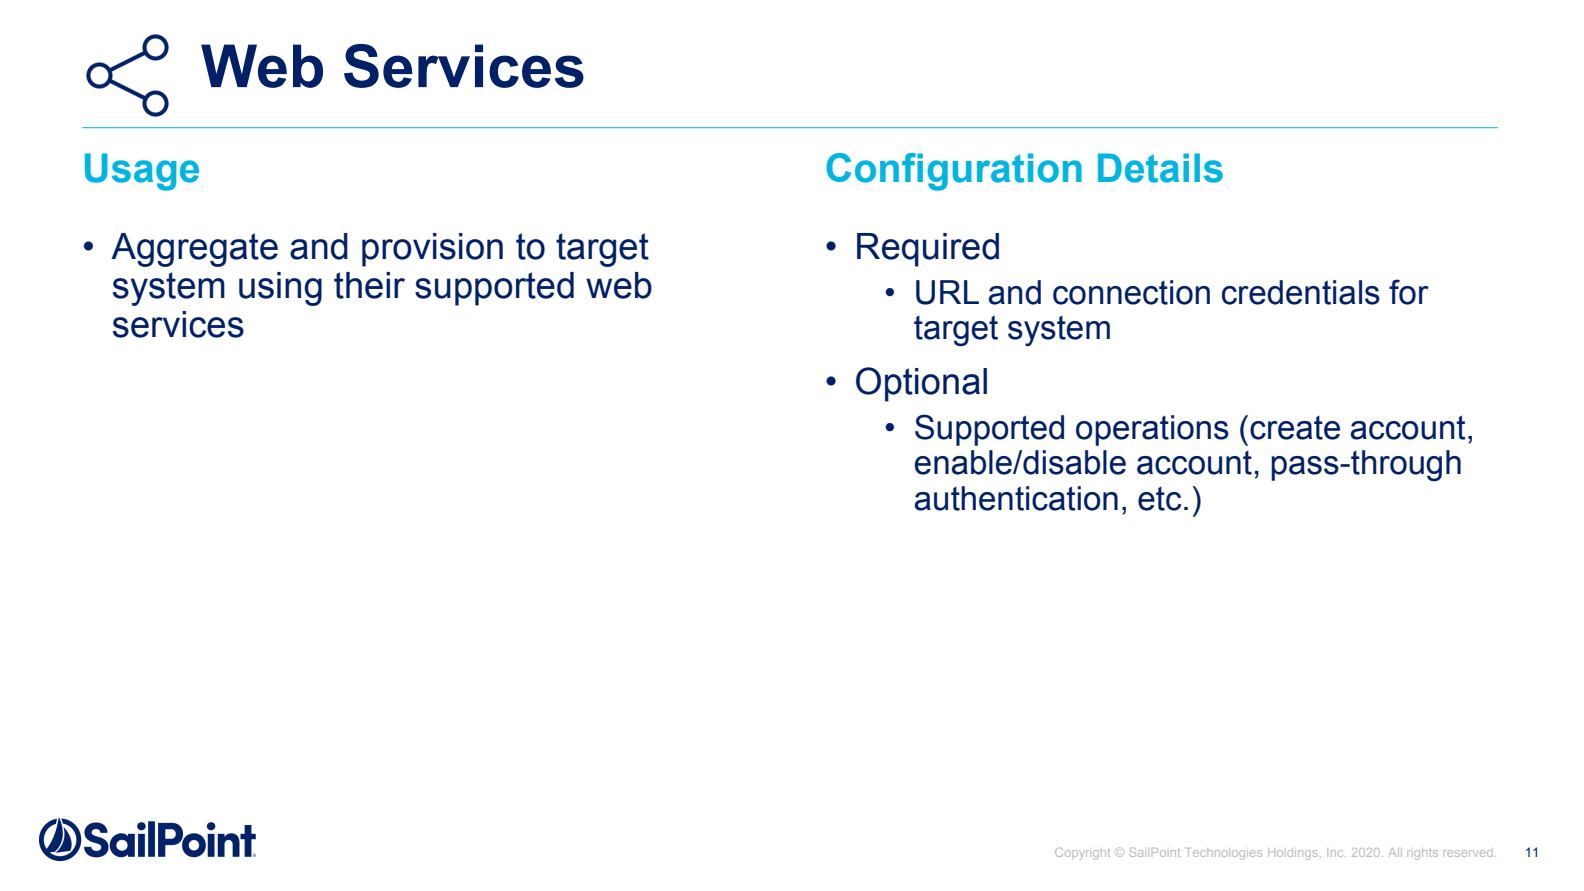 Web Services
Usage
• Aggregate and provision to target
system using their supported web
services
Configuration Details
• Required
• URL and connection credentials for
target system
• Optional
• Supported operations (create account,
enable/disable account, pass-through
authentication, etc.)
SailPoint
Copyright © SailPoint Technologies Holdings, Inc. 2020. All rights reserved.
11